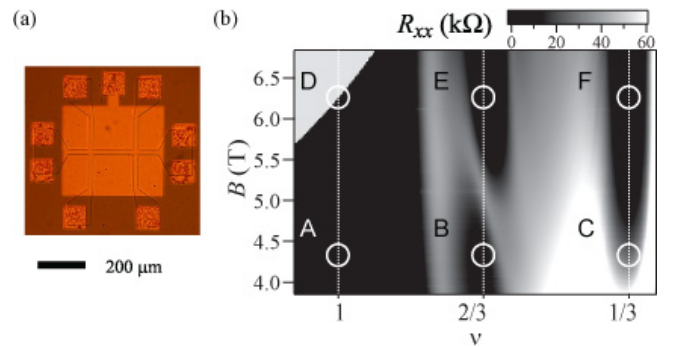 (a)
200 μm
(b)
R_xx (kΩ)
0 20 40 60
B (T)
6.5
6.0
5.5
5.0
4.5
4.0
D E F
A B C
1 2/3 1/3
ν